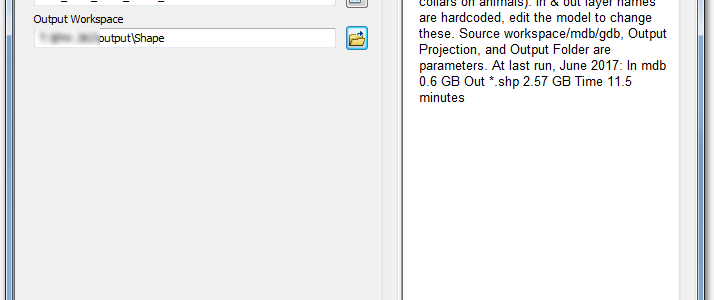 collars on animals). In & out layer names
Output Workspace
are hardcoded, edit the model to change
these. Source workspace/mdb/gdb, Output
output\Shape
Projection, and Output Folder are
parameters. At last run, June 2017: In mdb
0.6 GB Out *.shp 2.57 GB Time 11.5
minutes